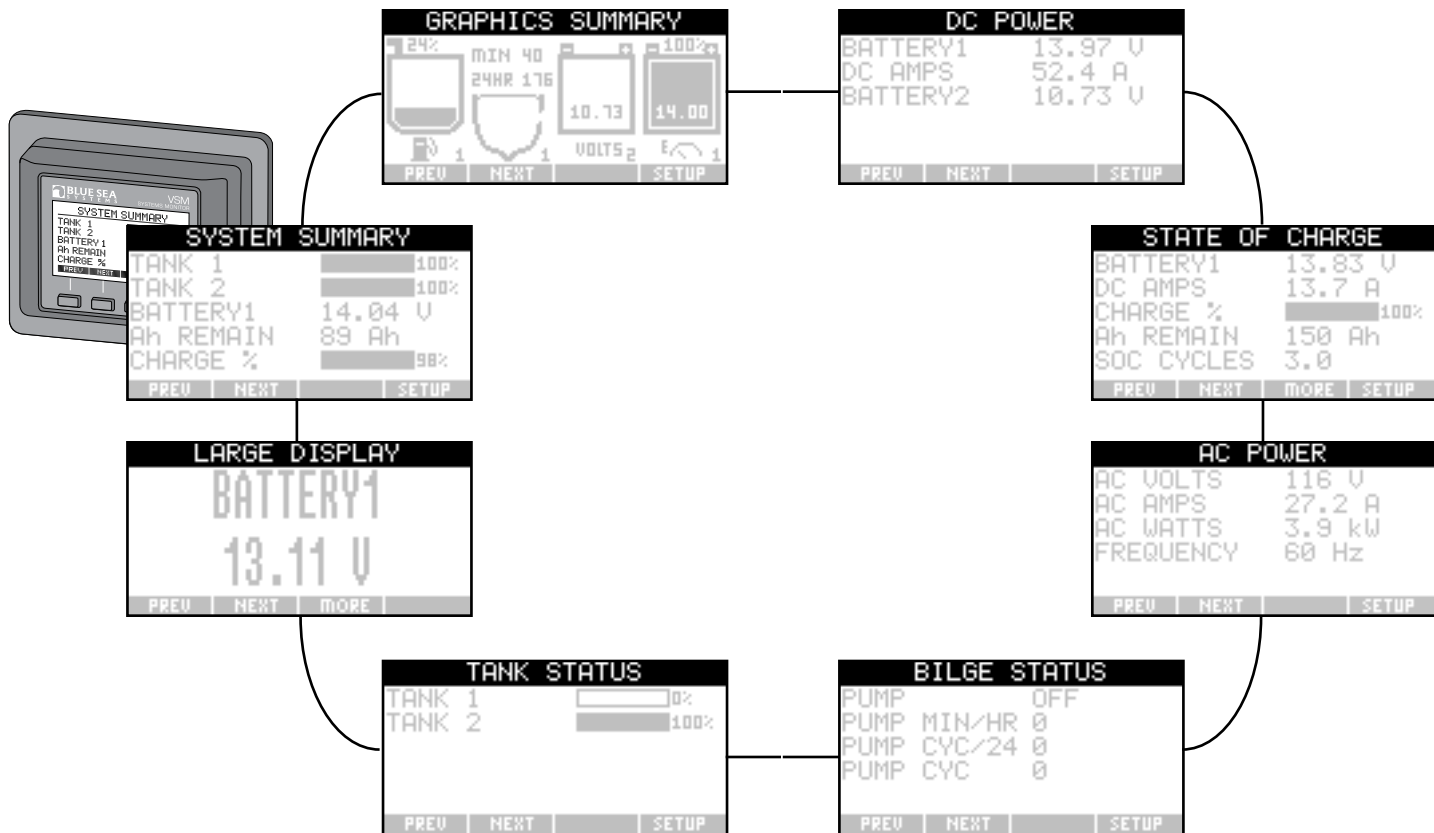 GRAPHICS SUMMARY
24%
MIN 40
24HR 176
100%
10.73
14.00
1
1
VOLTS 2
E 1
PREV NEXT SETUP
DC POWER
BATTERY1 13.97 V
DC AMPS 52.4 A
BATTERY2 10.73 V
PREV NEXT SETUP
BLUE SEA
SYSTEMS
VSM
SYSTEMS MONITOR
SYSTEM SUMMARY
TANK 1
TANK 2
BATTERY1
Ah REMAIN
CHARGE %
PREV NEXT
SYSTEM SUMMARY
TANK 1 100%
TANK 2 100%
BATTERY1 14.04 V
Ah REMAIN 89 Ah
CHARGE % 98%
PREV NEXT SETUP
STATE OF CHARGE
BATTERY1 13.83 V
DC AMPS 13.7 A
CHARGE % 100%
Ah REMAIN 150 Ah
SOC CYCLES 3.0
PREV NEXT MORE SETUP
LARGE DISPLAY
BATTERY1
13.11 V
PREV NEXT MORE
AC POWER
AC VOLTS 116 V
AC AMPS 27.2 A
AC WATTS 3.9 kW
FREQUENCY 60 Hz
PREV NEXT SETUP
TANK STATUS
TANK 1 0%
TANK 2 100%
PREV NEXT SETUP
BILGE STATUS
PUMP OFF
PUMP MIN/HR 0
PUMP CYC/24 0
PUMP CYC 0
PREV NEXT SETUP